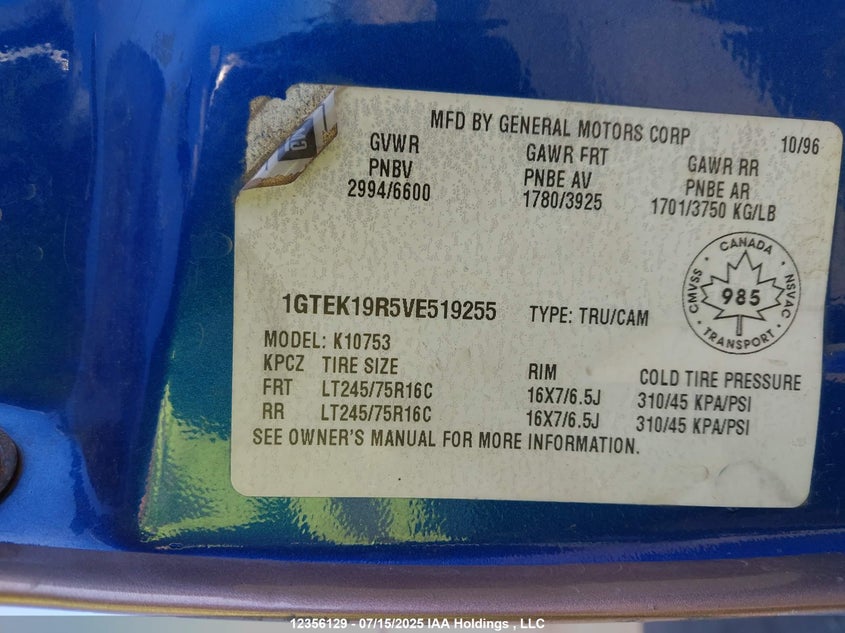 GMC
MFD BY GENERAL MOTORS CORP 10/96
GVWR GAWR FRT GAWR RR
PNBV PNBE AV PNBE AR
2994/6600 1780/3925 1701/3750 KG/LB
CANADA
CMVSS 985 NSVAC
TRANSPORT
1GTEK19R5VE519255 TYPE: TRU/CAM
MODEL: K10753
KPCZ TIRE SIZE RIM COLD TIRE PRESSURE
FRT LT245/75R16C 16X7/6.5J 310/45 KPA/PSI
RR LT245/75R16C 16X7/6.5J 310/45 KPA/PSI
SEE OWNER'S MANUAL FOR MORE INFORMATION.
12356129 - 07/15/2025 IAA Holdings , LLC